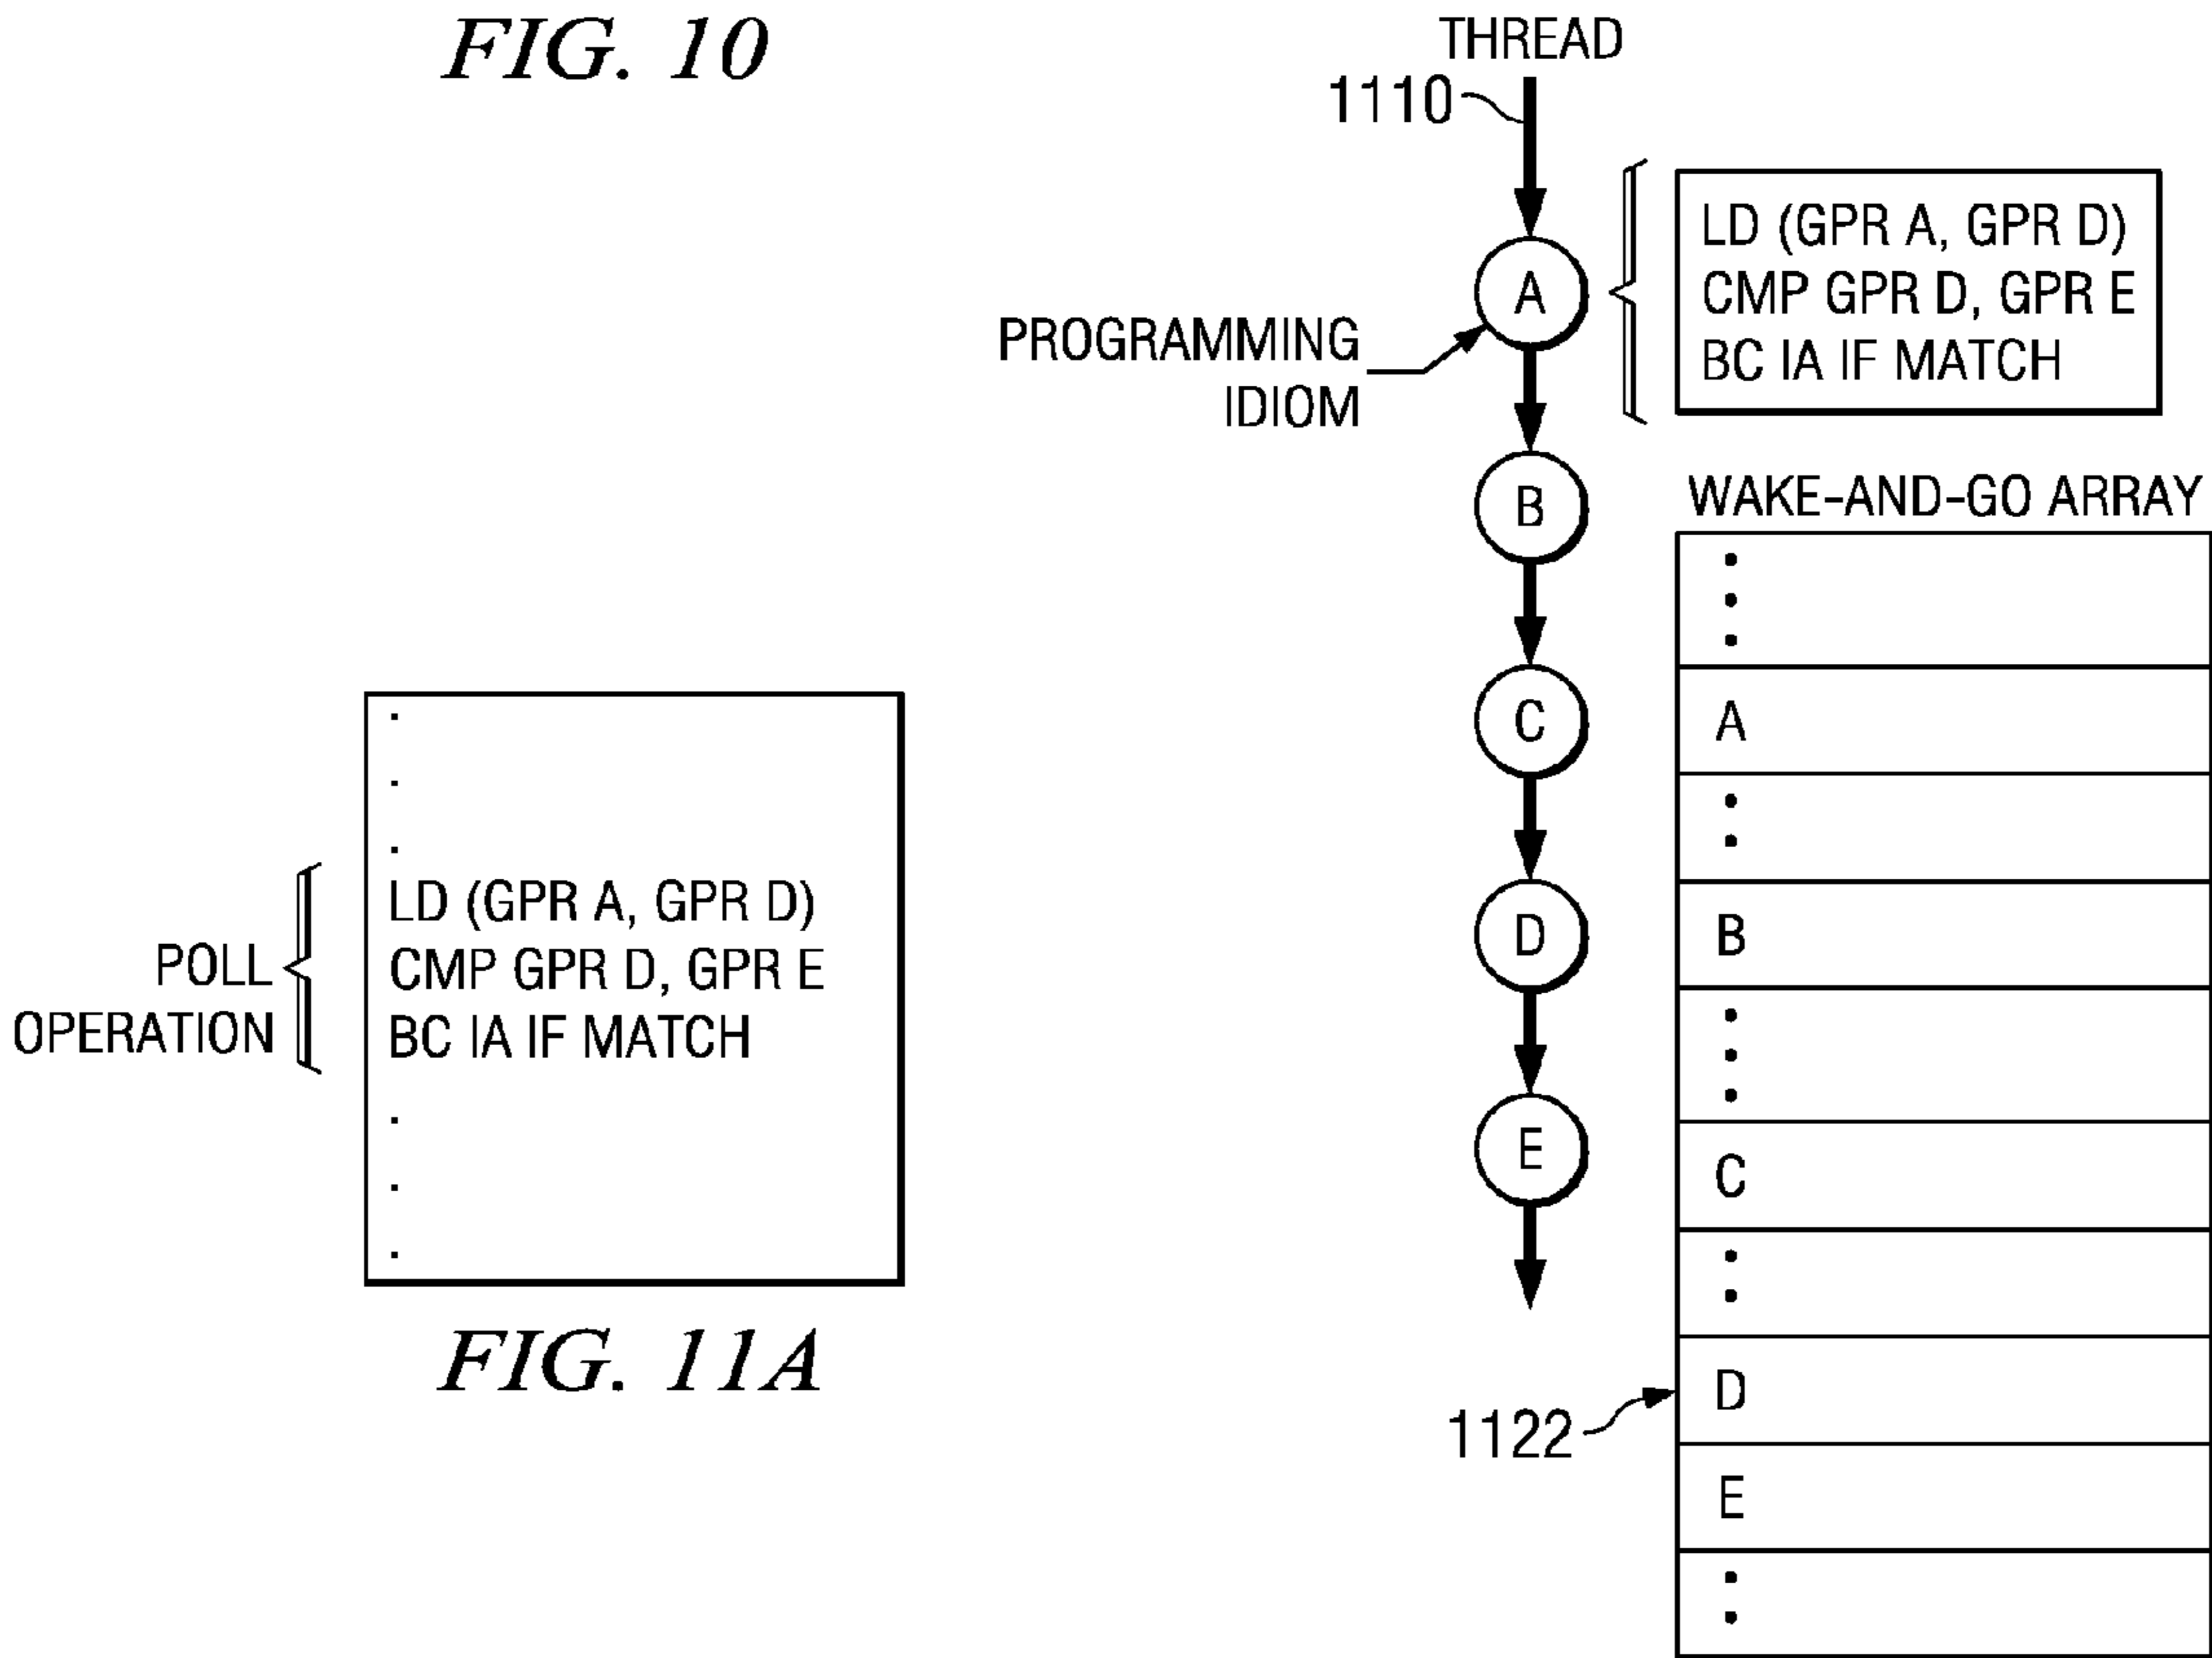 FIG. 10
THREAD
1110
A
PROGRAMMING
IDIOM
LD (GPR A, GPR D)
CMP GPR D, GPR E
BC IA IF MATCH
B
C
D
E
WAKE-AND-GO ARRAY
.
.
.
A
.
.
B
.
.
.
C
.
.
D
1122
E
.
.
.
.
.
POLL
OPERATION
LD (GPR A, GPR D)
CMP GPR D, GPR E
BC IA IF MATCH
.
.
.
FIG. 11A